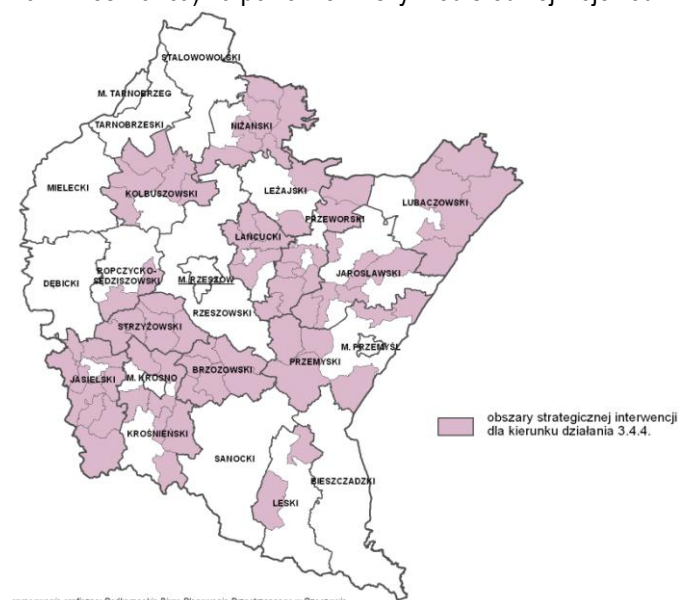 STALOWOWOLSKI
M. TARNOBRZEG
TARNOBRZESKI
NIŻAŃSKI
MIELECKI
KOLBUSZOWSKI
LEŻAJSKI
LUBACZOWSKI
PRZEWORSKI
ŁAŃCUCKI
ROPCZYCKO-
SĘDZISZOWSKI
DĘBICKI
M. RZESZÓW
JAROSŁAWSKI
RZESZOWSKI
STRZYŻOWSKI
M. PRZEMYŚL
PRZEMYSKI
JASIELSKI
M. KROSNO
BRZOZOWSKI
obszary strategicznej interwencji
dla kierunku działania 3.4.4.
KROŚNIEŃSKI
SANOCKI
BIESZCZADZKI
LESKI